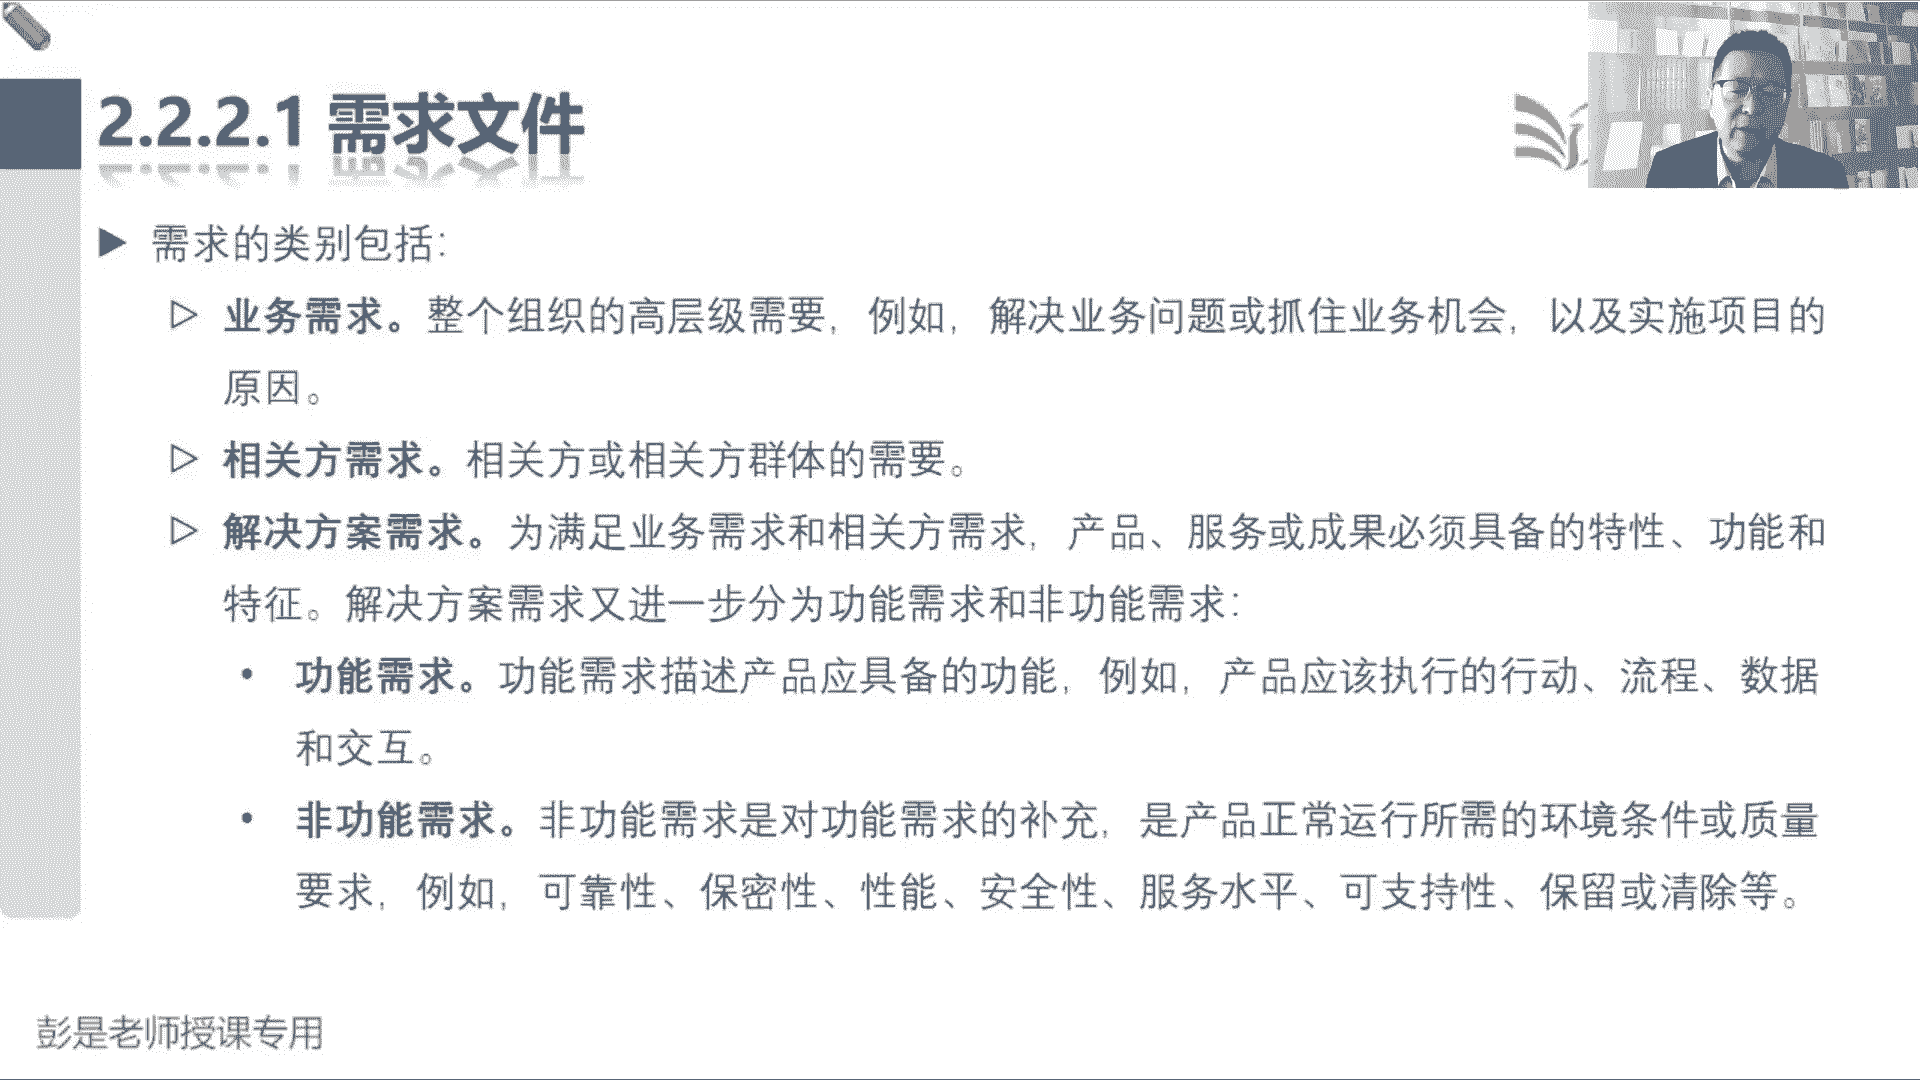 2.2.2.1 需求文件
▶ 需求的类别包括：
▷ 业务需求。整个组织的高层级需要，例如，解决业务问题或抓住业务机会，以及实施项目的
原因。
▷ 相关方需求。相关方或相关方群体的需要。
▷ 解决方案需求。为满足业务需求和相关方需求，产品、服务或成果必须具备的特性、功能和
特征。解决方案需求又进一步分为功能需求和非功能需求：
• 功能需求。功能需求描述产品应具备的功能，例如，产品应该执行的行动、流程、数据
和交互。
• 非功能需求。非功能需求是对功能需求的补充，是产品正常运行所需的环境条件或质量
要求，例如，可靠性、保密性、性能、安全性、服务水平、可支持性、保留或清除等。
彭是老师授课专用